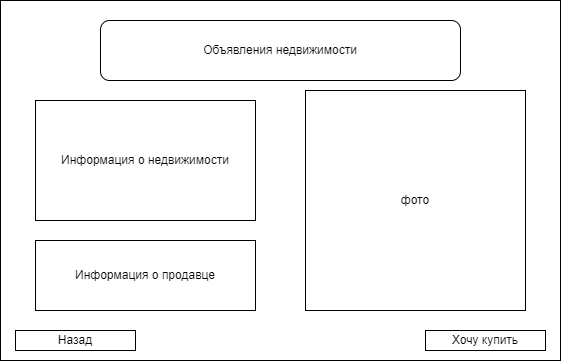 Объявления недвижимости
Информация о недвижимости
фото
Информация о продавце
Назад
Хочу купить